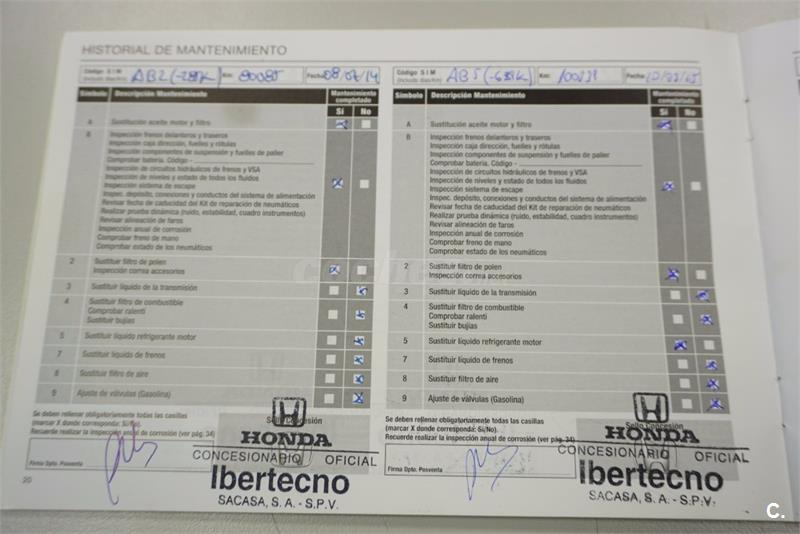 HISTORIAL DE MANTENIMIENTO
Código S I M
(Include días/Km)
Km:
80085
Fecha
08/07/14
Símbolo Descripción Mantenimiento
Mantenimiento
completado
Sí No
A Sustitución aceite motor y filtro
B Inspección frenos delanteros y traseros
Inspección caja dirección, fuelles y rótulas
Inspección componentes de suspensión y fuelles de palier
Comprobar batería. Código -
Inspección de circuitos hidráulicos de frenos y VSA
Inspección de niveles y estado de todos los fluidos
Inspección sistema de escape
Inspec. depósito, conexiones y conductos del sistema de alimentación
Revisar fecha de caducidad del Kit de reparación de neumáticos
Realizar prueba dinámica (ruido, estabilidad, cuadro instrumentos)
Revisar alineación de faros
Inspección anual de corrosión
Comprobar freno de mano
Comprobar estado de los neumáticos
2 Sustituir filtro de polen
Inspección correa accesorios
3 Sustituir líquido de la transmisión
4 Sustituir filtro de combustible
Comprobar ralentí
Sustituir bujías
5 Sustituir líquido refrigerante motor
7 Sustituir líquido de frenos
8 Sustituir filtro de aire
9 Ajuste de válvulas (Gasolina)
Se deben rellenar obligatoriamente todas las casillas
(marcar X donde corresponda: Sí/No).
Recuerde realizar la inspección anual de corrosión (ver pág. 34)
Sello Concesión
Firma Dpto. Posventa
HONDA
CONCESIONARIO OFICIAL
Ibertecno
SACASA, S. A. - S.P.V.
20
Código S I M
(Include días/Km)
Km:
Fecha
Símbolo Descripción Mantenimiento
Mantenimiento
completado
Sí No
A Sustitución aceite motor y filtro
B Inspección frenos delanteros y traseros
Inspección caja dirección, fuelles y rótulas
Inspección componentes de suspensión y fuelles de palier
Comprobar batería. Código -
Inspección de circuitos hidráulicos de frenos y VSA
Inspección de niveles y estado de todos los fluidos
Inspección sistema de escape
Inspec. depósito, conexiones y conductos del sistema de alimentación
Revisar fecha de caducidad del Kit de reparación de neumáticos
Realizar prueba dinámica (ruido, estabilidad, cuadro instrumentos)
Revisar alineación de faros
Inspección anual de corrosión
Comprobar freno de mano
Comprobar estado de los neumáticos
2 Sustituir filtro de polen
Inspección correa accesorios
3 Sustituir líquido de la transmisión
4 Sustituir filtro de combustible
Comprobar ralentí
Sustituir bujías
5 Sustituir líquido refrigerante motor
7 Sustituir líquido de frenos
8 Sustituir filtro de aire
9 Ajuste de válvulas (Gasolina)
Se deben rellenar obligatoriamente todas las casillas
(marcar X donde corresponda: Sí/No).
Recuerde realizar la inspección anual de corrosión (ver pág. 34)
Sello Concesión
Firma Dpto. Posventa
HONDA
CONCESIONARIO OFICIAL
Ibertecno
SACASA, S. A. - S.P.V.
C.